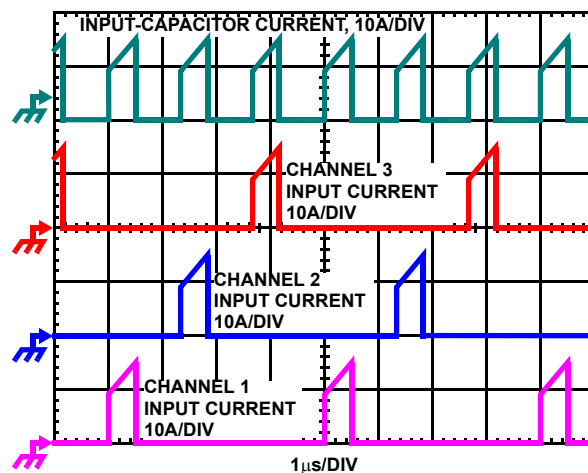 INPUT-CAPACITOR CURRENT, 10A/DIV
CHANNEL 3
INPUT CURRENT
10A/DIV
CHANNEL 2
INPUT CURRENT
10A/DIV
CHANNEL 1
INPUT CURRENT
10A/DIV
1μs/DIV